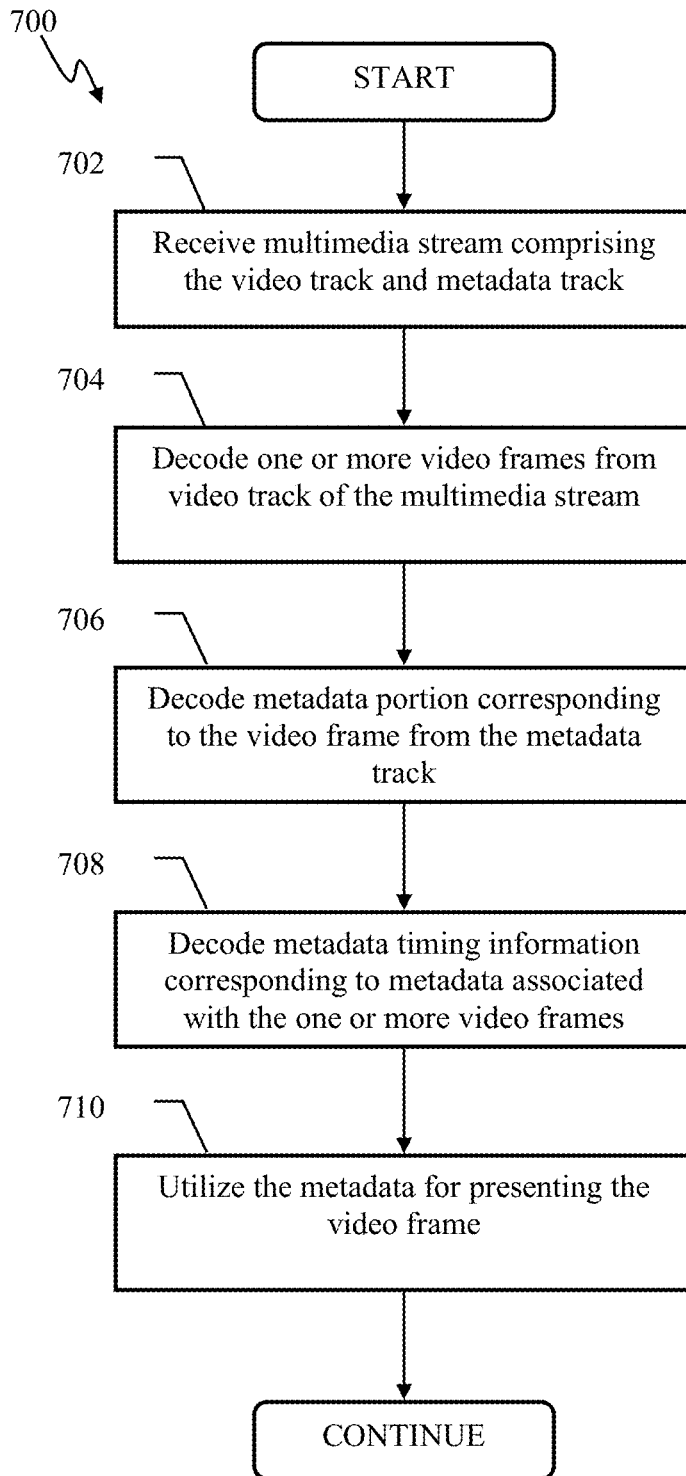 700
START
702
Receive multimedia stream comprising
the video track and metadata track
704
Decode one or more video frames from
video track of the multimedia stream
706
Decode metadata portion corresponding
to the video frame from the metadata
track
708
Decode metadata timing information
corresponding to metadata associated
with the one or more video frames
710
Utilize the metadata for presenting the
video frame
CONTINUE